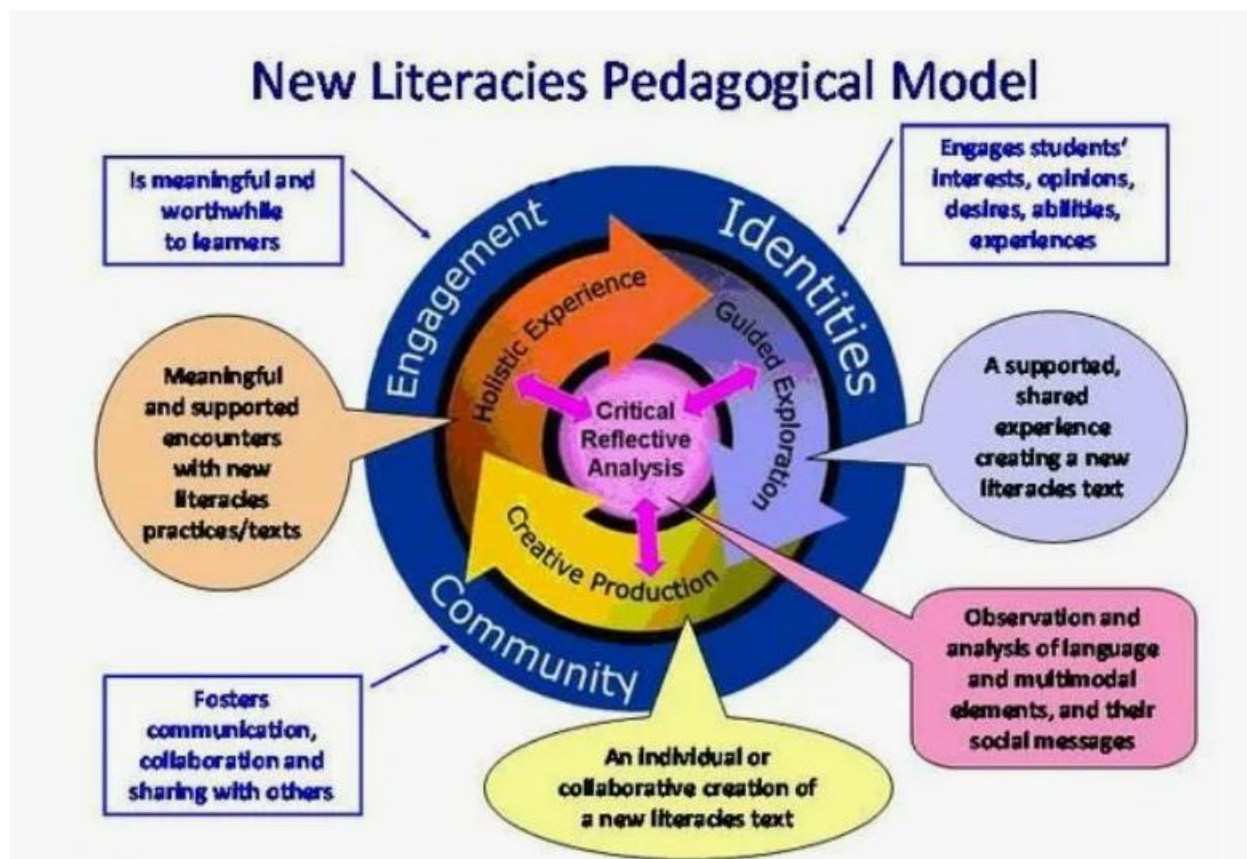 New Literacies Pedagogical Model
Is meaningful and
worthwhile
to learners
Engages students'
interests, opinions,
desires, abilities,
experiences
Engagement
Identities
Community
Holistic Experience
Guided Exploration
Creative Production
Critical
Reflective
Analysis
Meaningful
and supported
encounters
with new
literacies
practices/texts
A supported,
shared
experience
creating a new
literacies text
Observation and
analysis of language
and multimodal
elements, and their
social messages
Fosters
communication,
collaboration and
sharing with others
An individual or
collaborative creation of
a new literacies text